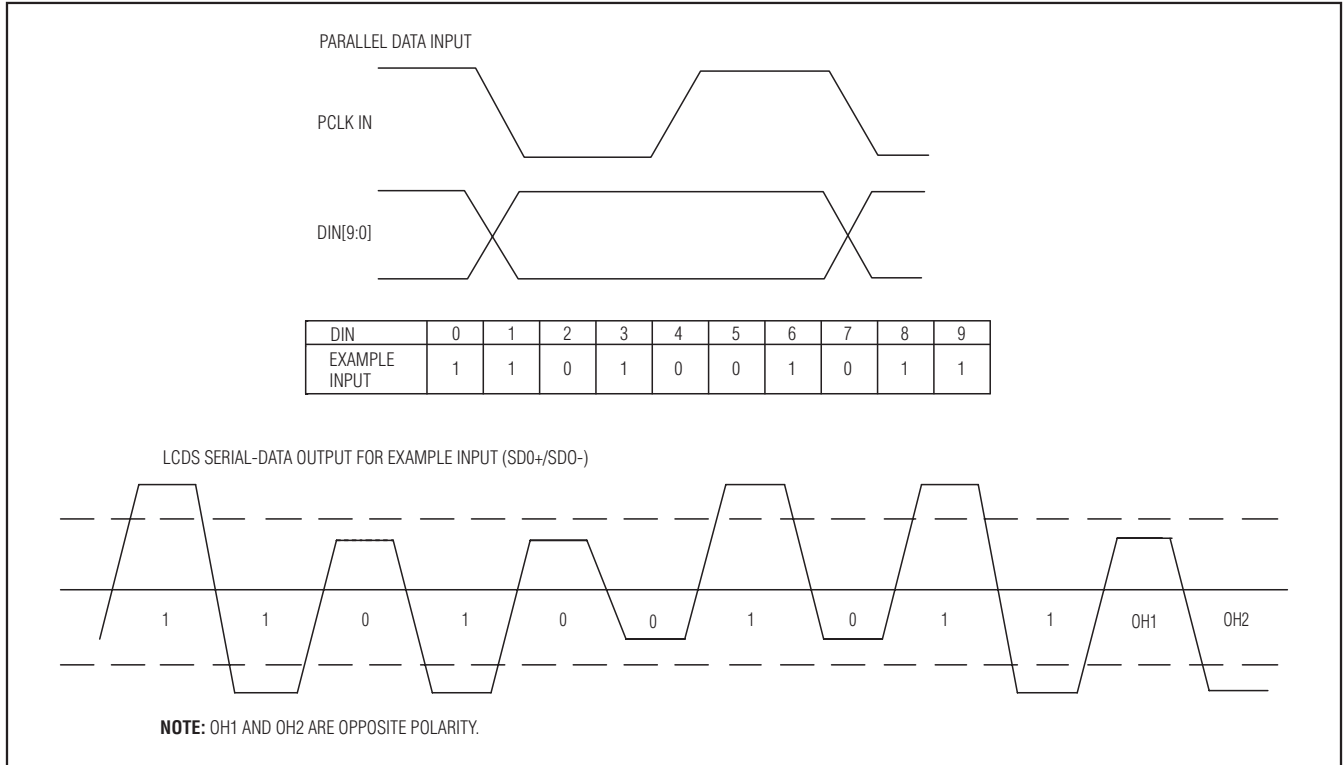 PARALLEL DATA INPUT
PCLK IN
DIN[9:0]
DIN 0 1 2 3 4 5 6 7 8 9
EXAMPLE INPUT 1 1 0 1 0 0 1 0 1 1
LCDS SERIAL-DATA OUTPUT FOR EXAMPLE INPUT (SD0+/SDO-)
1 1 0 1 0 0 1 0 1 1 OH1 OH2
NOTE: OH1 AND OH2 ARE OPPOSITE POLARITY.